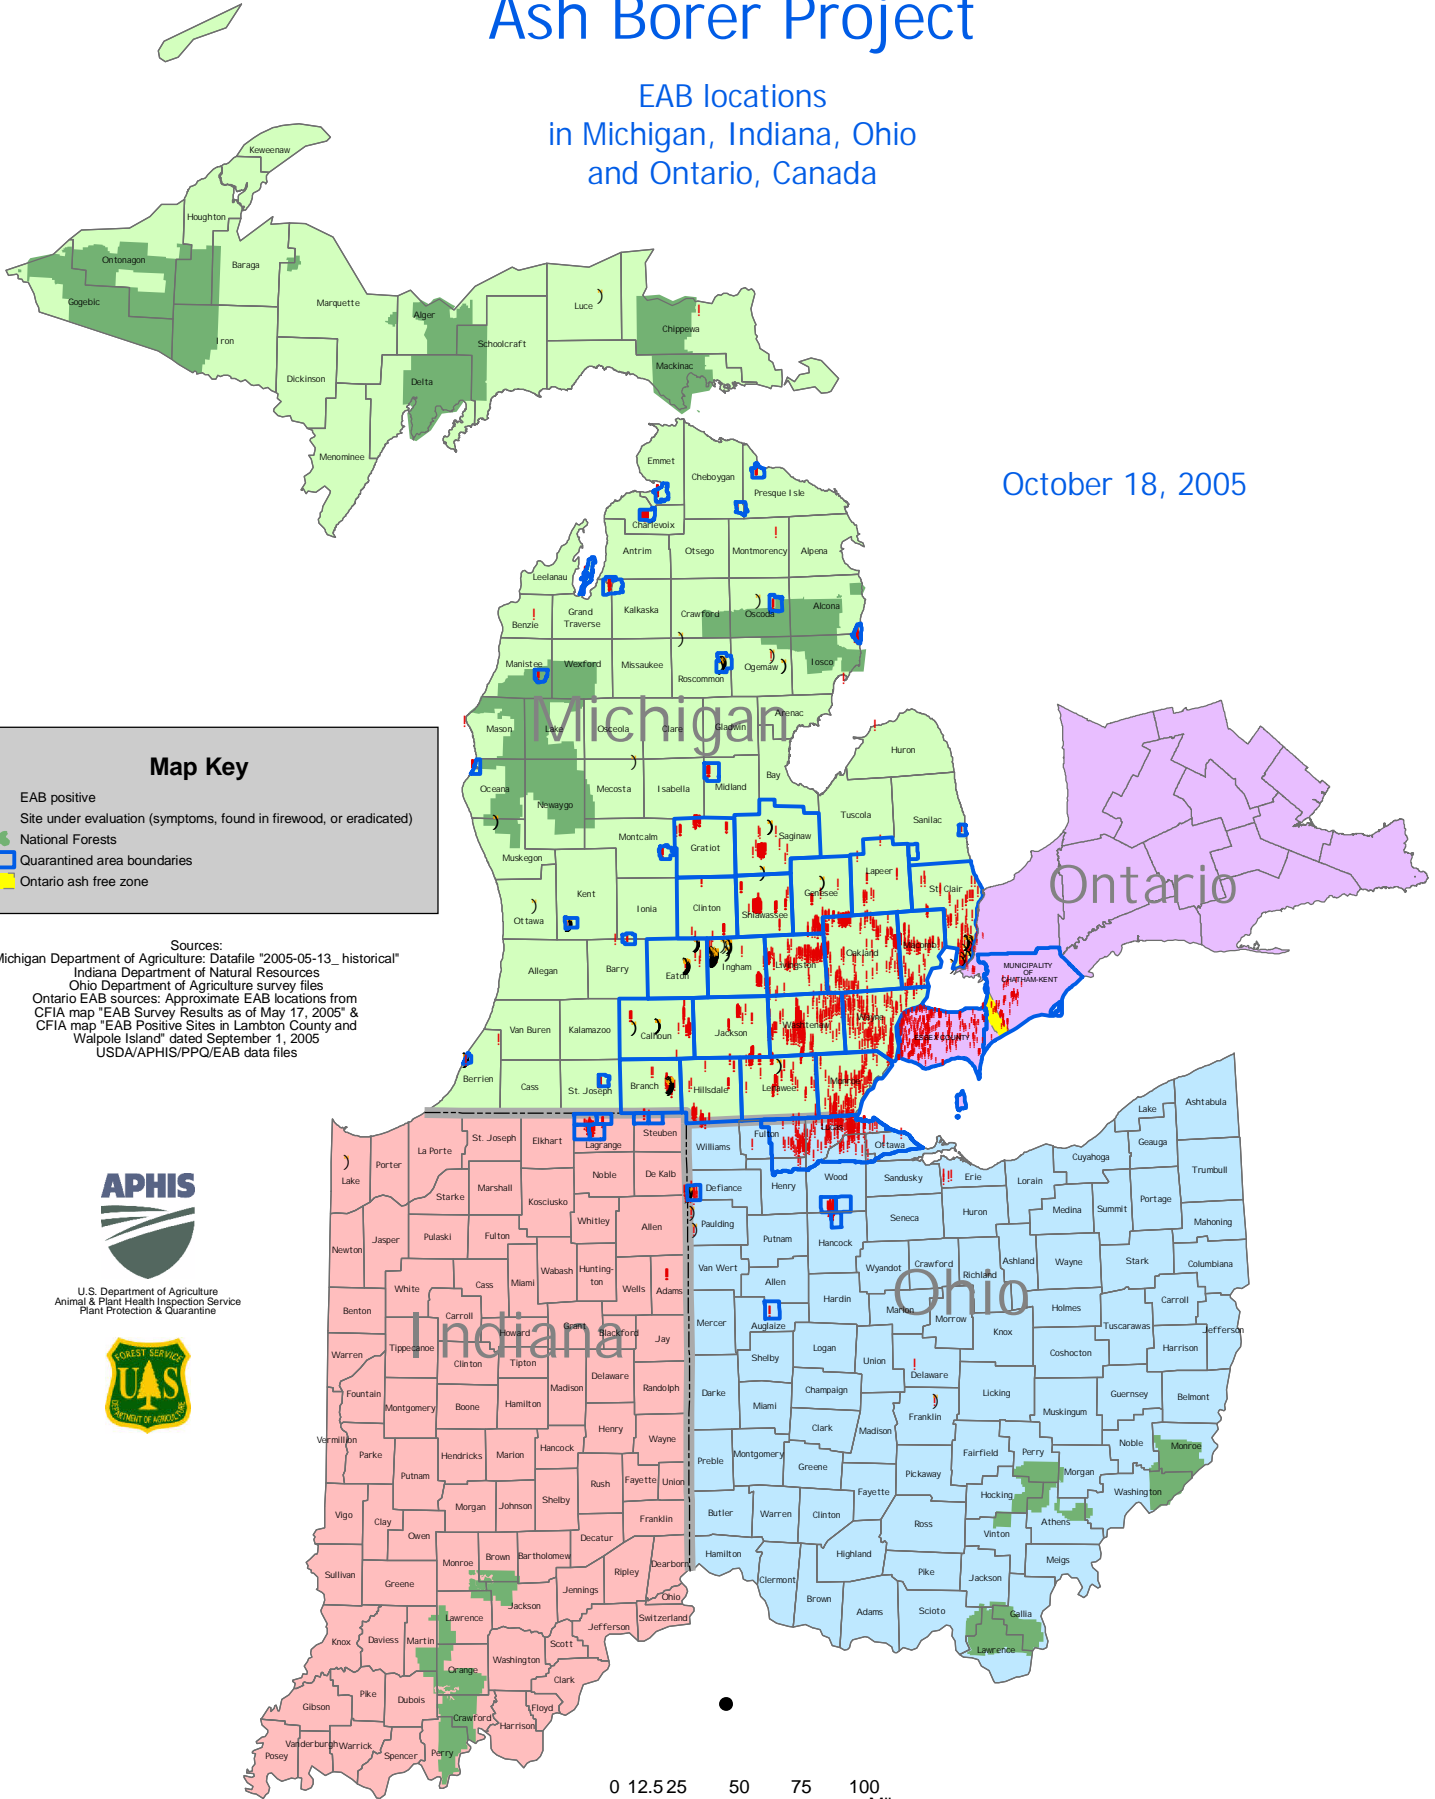 Ash Borer Project
EAB locations
in Michigan, Indiana, Ohio
and Ontario, Canada
October 18, 2005
Keweenaw
Houghton
Ontonagon
Baraga
Gogebic
Marquette
Iron
Dickinson
Menominee
Alger
Delta
Schoolcraft
Luce
Chippewa
Mackinac
Emmet
Cheboygan
Presque Isle
Charlevoix
Antrim
Otsego
Montmorency
Alpena
Leelanau
Benzie
Grand
Traverse
Kalkaska
Crawford
Oscoda
Alcona
Manistee
Wexford
Missaukee
Roscommon
Ogemaw
Iosco
Michigan
Mason
Lake
Osceola
Clare
Gladwin
Arenac
Huron
Oceana
Newaygo
Mecosta
Isabella
Midland
Bay
Tuscola
Sanilac
Muskegon
Montcalm
Gratiot
Saginaw
Genesee
Lapeer
St. Clair
Ottawa
Kent
Ionia
Clinton
Shiawassee
Allegan
Barry
Eaton
Ingham
Livingston
Oakland
Macomb
Van Buren
Kalamazoo
Calhoun
Jackson
Washtenaw
Wayne
Berrien
Cass
St. Joseph
Branch
Hillsdale
Lenawee
Monroe
Ontario
MUNICIPALITY
OF
CHATHAM-KENT
ESSEX COUNTY
Map Key
EAB positive
Site under evaluation (symptoms, found in firewood, or eradicated)
National Forests
Quarantined area boundaries
Ontario ash free zone
Sources:
Michigan Department of Agriculture: Datafile "2005-05-13_ historical"
Indiana Department of Natural Resources
Ohio Department of Agriculture survey files
Ontario EAB sources: Approximate EAB locations from
CFIA map "EAB Survey Results as of May 17, 2005" &
CFIA map "EAB Positive Sites in Lambton County and
Walpole Island" dated September 1, 2005
USDA/APHIS/PPQ/EAB data files
APHIS
U.S. Department of Agriculture
Animal & Plant Health Inspection Service
Plant Protection & Quarantine
FOREST SERVICE
U S
DEPARTMENT OF AGRICULTURE
Indiana
Lake
Porter
La Porte
St. Joseph
Elkhart
Lagrange
Steuben
Starke
Marshall
Kosciusko
Noble
De Kalb
Newton
Jasper
Pulaski
Fulton
Whitley
Allen
Benton
White
Cass
Miami
Wabash
Hunting-
ton
Wells
Adams
Warren
Tippecanoe
Carroll
Howard
Grant
Blackford
Jay
Clinton
Tipton
Fountain
Montgomery
Boone
Hamilton
Madison
Delaware
Randolph
Vermillion
Parke
Putnam
Hendricks
Marion
Hancock
Henry
Wayne
Rush
Fayette
Union
Vigo
Clay
Owen
Morgan
Johnson
Shelby
Franklin
Decatur
Sullivan
Greene
Monroe
Brown
Bartholomew
Jennings
Ripley
Dearborn
Ohio
Switzerland
Jefferson
Jackson
Lawrence
Knox
Daviess
Martin
Orange
Washington
Scott
Clark
Gibson
Pike
Dubois
Crawford
Harrison
Floyd
Posey
Vanderburgh
Warrick
Spencer
Perry
Ohio
Williams
Fulton
Lucas
Ottawa
Defiance
Henry
Wood
Sandusky
Erie
Lorain
Cuyahoga
Lake
Geauga
Ashtabula
Trumbull
Paulding
Putnam
Hancock
Seneca
Huron
Medina
Summit
Portage
Mahoning
Van Wert
Allen
Wyandot
Crawford
Richland
Ashland
Wayne
Stark
Columbiana
Mercer
Auglaize
Hardin
Marion
Morrow
Knox
Holmes
Tuscarawas
Carroll
Jefferson
Shelby
Logan
Union
Delaware
Coshocton
Harrison
Darke
Miami
Champaign
Clark
Madison
Franklin
Licking
Muskingum
Guernsey
Belmont
Preble
Montgomery
Greene
Fayette
Pickaway
Fairfield
Perry
Morgan
Noble
Monroe
Washington
Butler
Warren
Clinton
Ross
Hocking
Vinton
Athens
Meigs
Hamilton
Clermont
Brown
Highland
Adams
Pike
Scioto
Jackson
Gallia
Lawrence
0 12.5 25 50 75 100